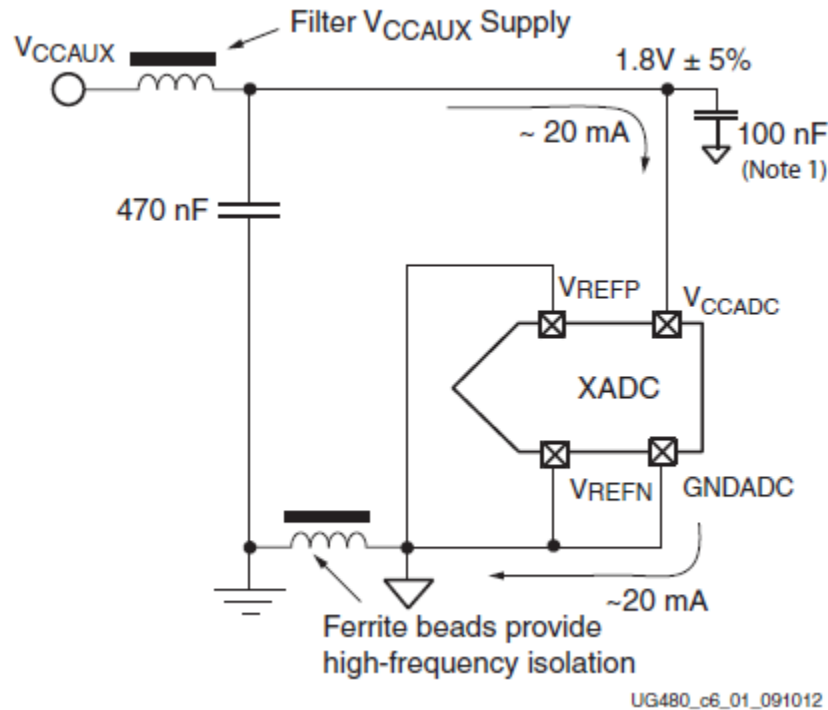 Filter VCCAUX Supply
VCCAUX
1.8V ± 5%
~ 20 mA
100 nF
(Note 1)
470 nF
VREFP
VCCADC
XADC
VREFN
GNDADC
~20 mA
Ferrite beads provide
high-frequency isolation
UG480_c6_01_091012